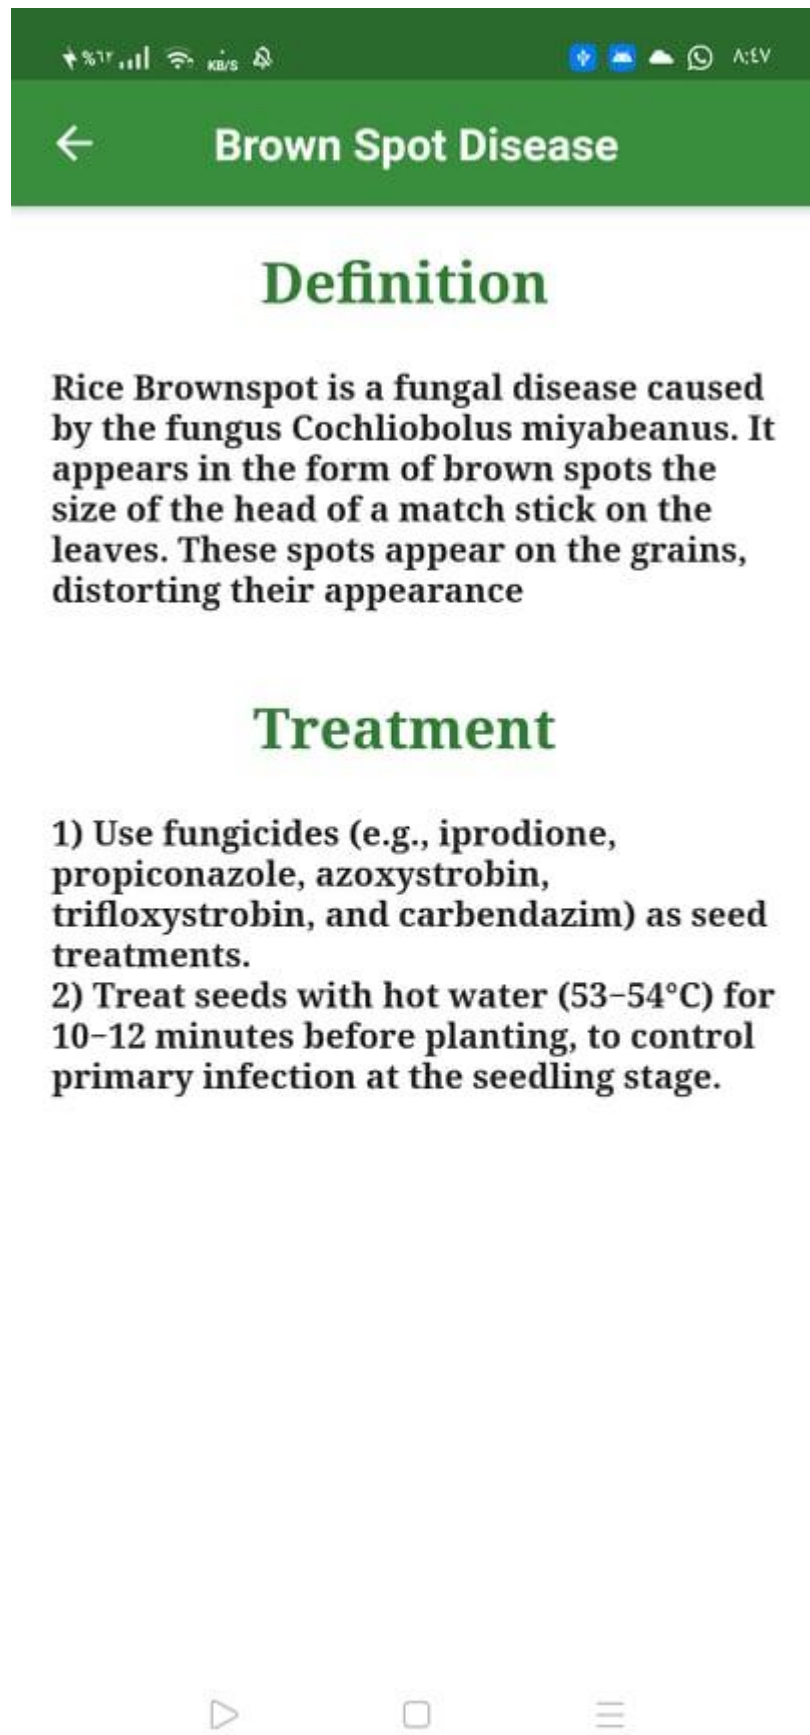 %٦٢ KB/S ٨:٤٧
Brown Spot Disease
Definition
Rice Brownspot is a fungal disease caused
by the fungus Cochliobolus miyabeanus. It
appears in the form of brown spots the
size of the head of a match stick on the
leaves. These spots appear on the grains,
distorting their appearance
Treatment
1) Use fungicides (e.g., iprodione,
propiconazole, azoxystrobin,
trifloxystrobin, and carbendazim) as seed
treatments.
2) Treat seeds with hot water (53–54°C) for
10–12 minutes before planting, to control
primary infection at the seedling stage.